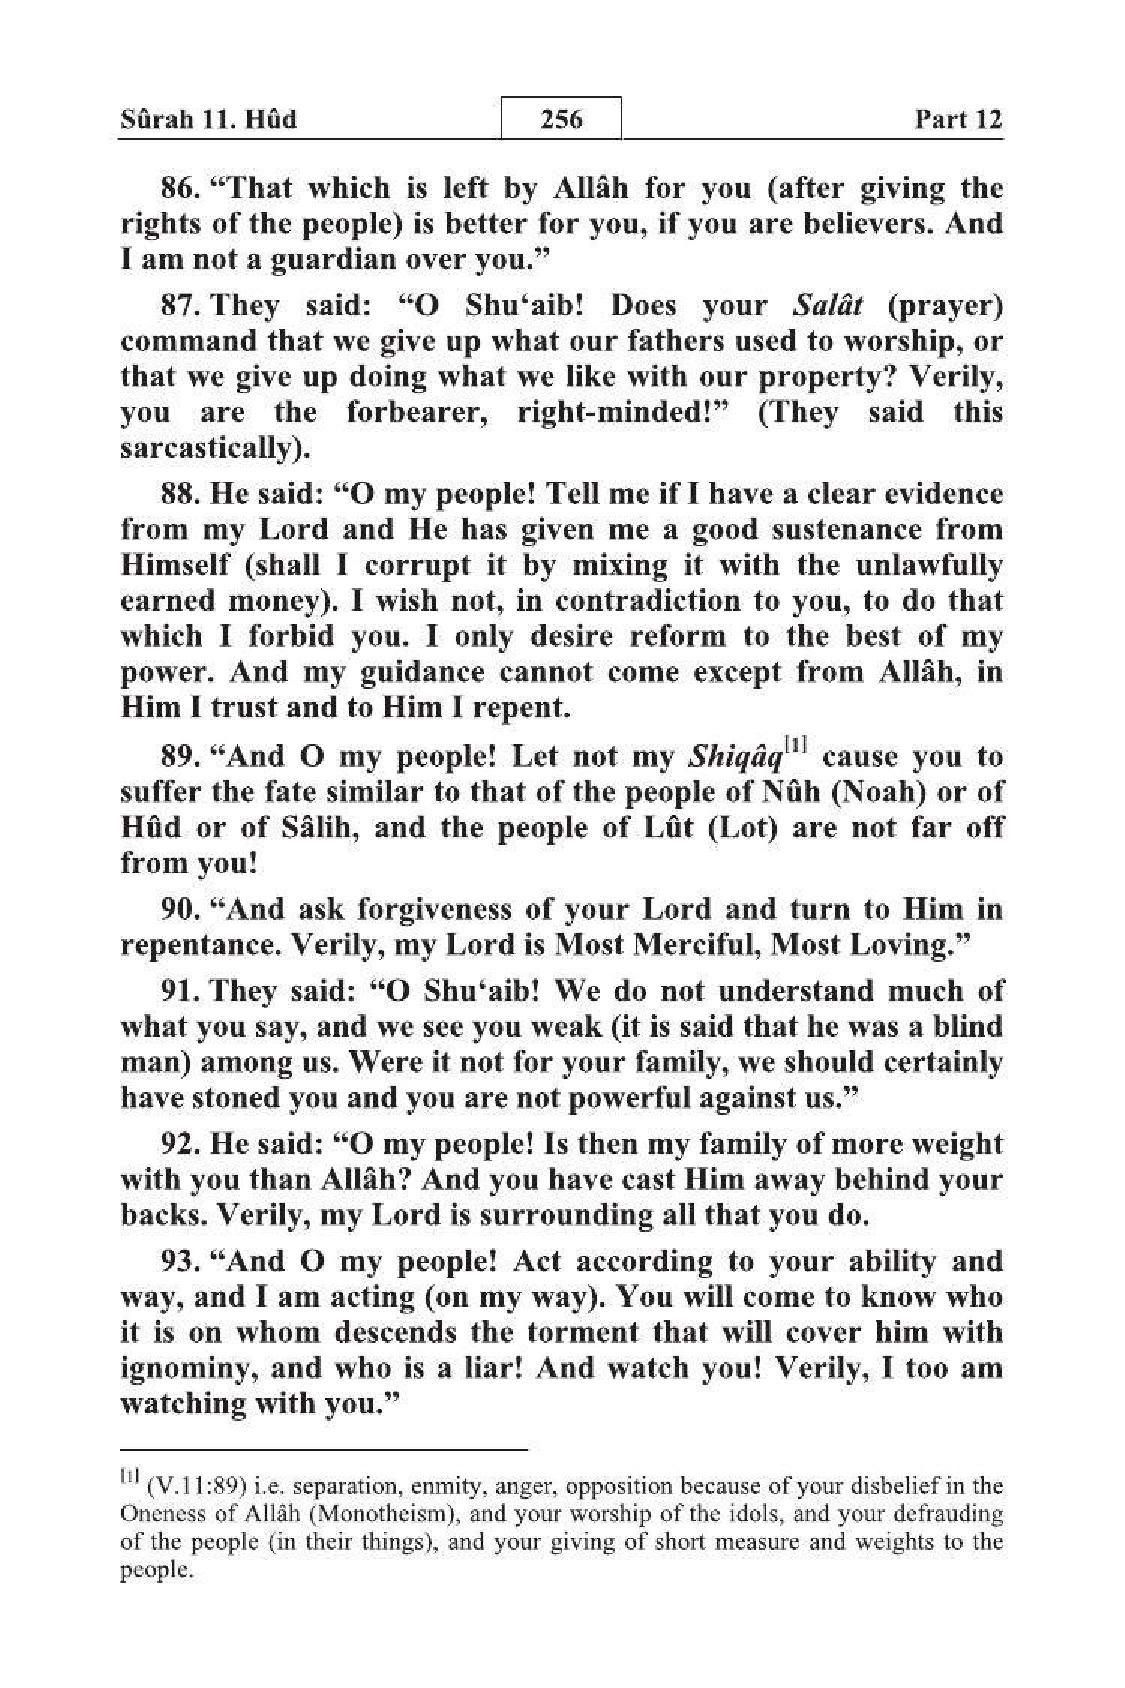 Sûrah 11. Hûd 256 Part 12
86. “That which is left by Allâh for you (after giving the
rights of the people) is better for you, if you are believers. And
I am not a guardian over you.”
87. They said: “O Shu‘aib! Does your Salât (prayer)
command that we give up what our fathers used to worship, or
that we give up doing what we like with our property? Verily,
you are the forbearer, right-minded!” (They said this
sarcastically).
88. He said: “O my people! Tell me if I have a clear evidence
from my Lord and He has given me a good sustenance from
Himself (shall I corrupt it by mixing it with the unlawfully
earned money). I wish not, in contradiction to you, to do that
which I forbid you. I only desire reform to the best of my
power. And my guidance cannot come except from Allâh, in
Him I trust and to Him I repent.
89. “And O my people! Let not my Shiqâq[1] cause you to
suffer the fate similar to that of the people of Nûh (Noah) or of
Hûd or of Sâlih, and the people of Lût (Lot) are not far off
from you!
90. “And ask forgiveness of your Lord and turn to Him in
repentance. Verily, my Lord is Most Merciful, Most Loving.”
91. They said: “O Shu‘aib! We do not understand much of
what you say, and we see you weak (it is said that he was a blind
man) among us. Were it not for your family, we should certainly
have stoned you and you are not powerful against us.”
92. He said: “O my people! Is then my family of more weight
with you than Allâh? And you have cast Him away behind your
backs. Verily, my Lord is surrounding all that you do.
93. “And O my people! Act according to your ability and
way, and I am acting (on my way). You will come to know who
it is on whom descends the torment that will cover him with
ignominy, and who is a liar! And watch you! Verily, I too am
watching with you.”
[1] (V.11:89) i.e. separation, enmity, anger, opposition because of your disbelief in the
Oneness of Allâh (Monotheism), and your worship of the idols, and your defrauding
of the people (in their things), and your giving of short measure and weights to the
people.